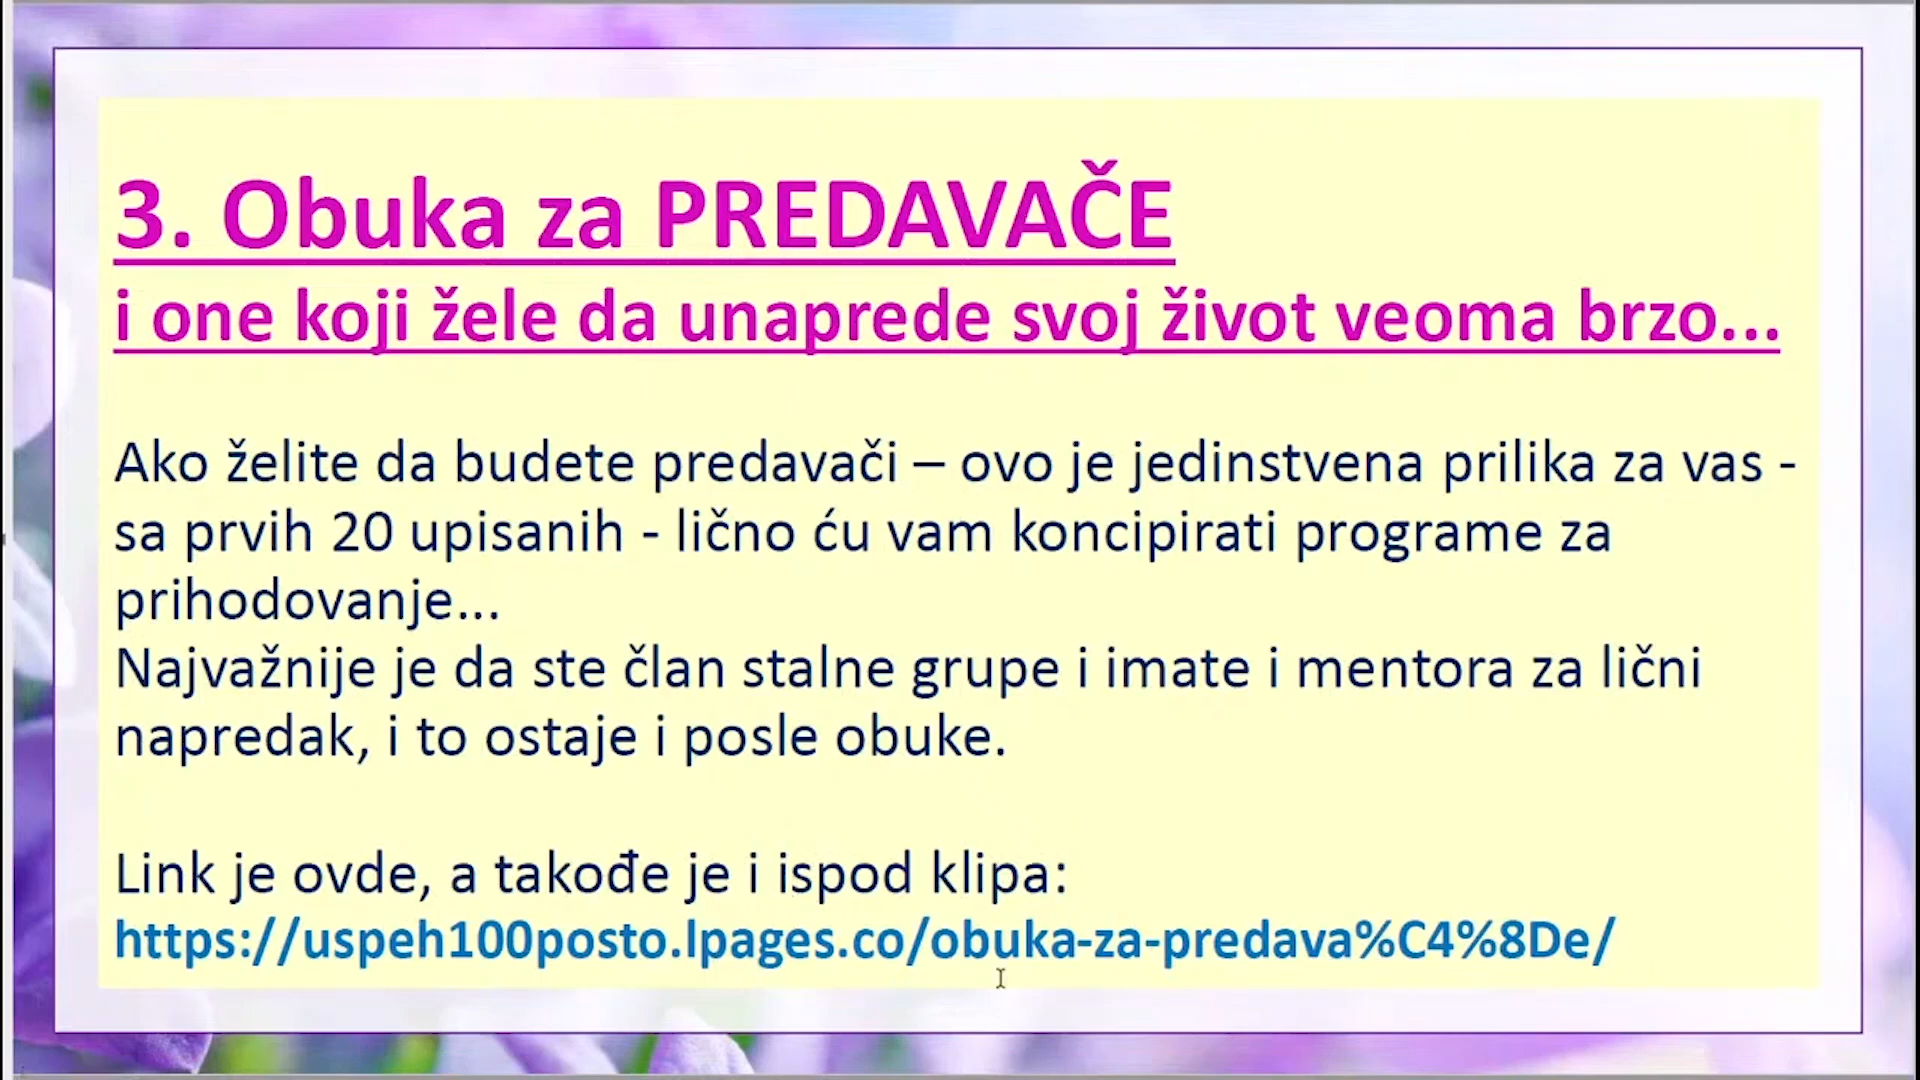 3. Obuka za PREDAVAČE
i one koji žele da unaprede svoj život veoma brzo...
Ako želite da budete predavači – ovo je jedinstvena prilika za vas -
sa prvih 20 upisanih - lično ću vam koncipirati programe za
prihodovanje...
Najvažnije je da ste član stalne grupe i imate i mentora za lični
napredak, i to ostaje i posle obuke.
Link je ovde, a takođe je i ispod klipa:
https://uspeh100posto.lpages.co/obuka-za-predava%C4%8De/